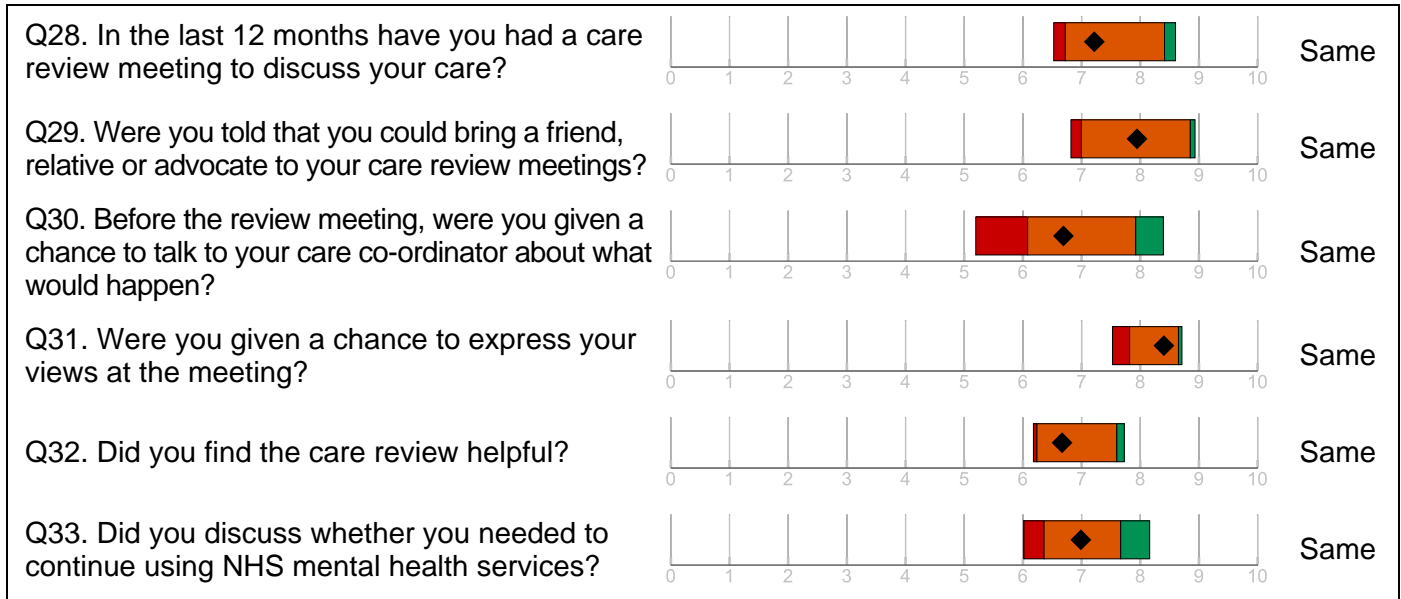 Q28. In the last 12 months have you had a care
review meeting to discuss your care?
0 1 2 3 4 5 6 7 8 9 10
Same
Q29. Were you told that you could bring a friend,
relative or advocate to your care review meetings?
0 1 2 3 4 5 6 7 8 9 10
Same
Q30. Before the review meeting, were you given a
chance to talk to your care co-ordinator about what
would happen?
0 1 2 3 4 5 6 7 8 9 10
Same
Q31. Were you given a chance to express your
views at the meeting?
0 1 2 3 4 5 6 7 8 9 10
Same
Q32. Did you find the care review helpful?
0 1 2 3 4 5 6 7 8 9 10
Same
Q33. Did you discuss whether you needed to
continue using NHS mental health services?
0 1 2 3 4 5 6 7 8 9 10
Same